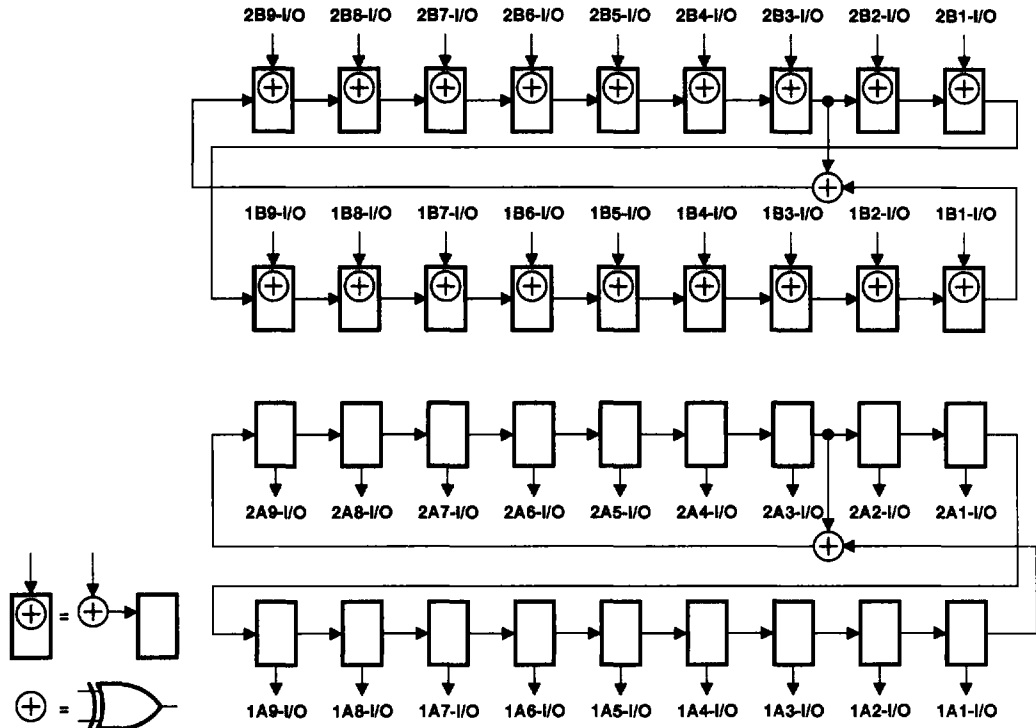 2B9-I/O 2B8-I/O 2B7-I/O 2B6-I/O 2B5-I/O 2B4-I/O 2B3-I/O 2B2-I/O 2B1-I/O
1B9-I/O 1B8-I/O 1B7-I/O 1B6-I/O 1B5-I/O 1B4-I/O 1B3-I/O 1B2-I/O 1B1-I/O
2A9-I/O 2A8-I/O 2A7-I/O 2A6-I/O 2A5-I/O 2A4-I/O 2A3-I/O 2A2-I/O 2A1-I/O
=
=
1A9-I/O 1A8-I/O 1A7-I/O 1A6-I/O 1A5-I/O 1A4-I/O 1A3-I/O 1A2-I/O 1A1-I/O